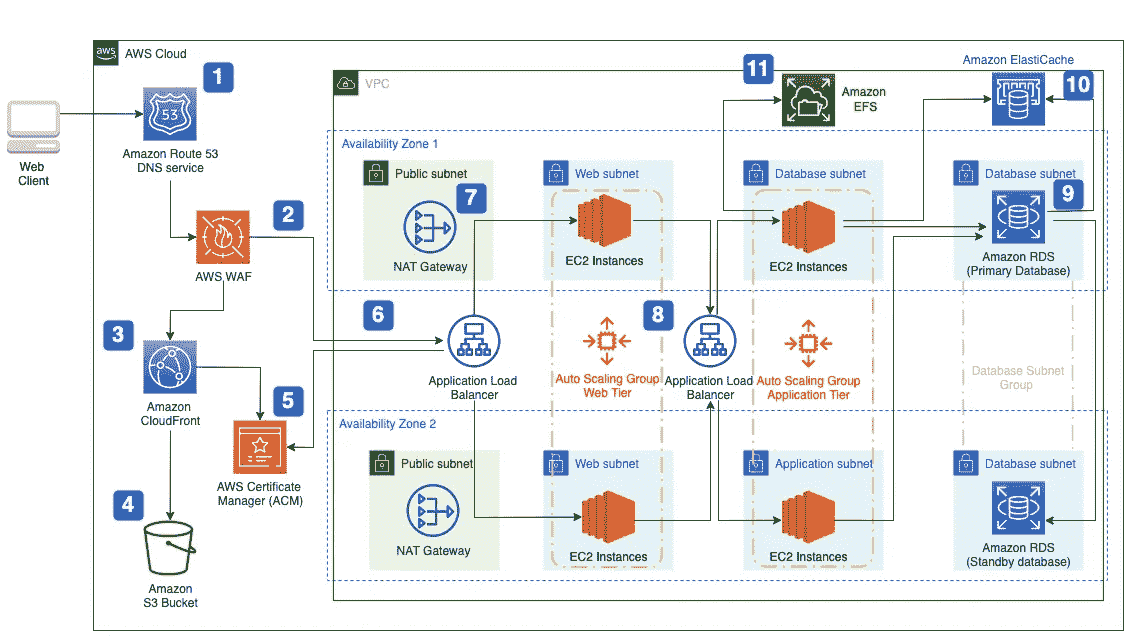 aws
AWS Cloud
1
53
Amazon Route 53
DNS service
Web
Client
2
AWS WAF
3
Amazon
CloudFront
5
AWS Certificate
Manager (ACM)
4
Amazon
S3 Bucket
VPC
11
Amazon
EFS
Amazon ElastiCache
10
Availability Zone 1
Public subnet
7
NAT Gateway
Web subnet
EC2 Instances
Database subnet
EC2 Instances
Database subnet
9
Amazon RDS
(Primary Database)
6
Application Load
Balancer
Auto Scaling Group
Web Tier
8
Application Load
Balancer
Auto Scaling Group
Application Tier
Database Subnet
Group
Availability Zone 2
Public subnet
NAT Gateway
Web subnet
EC2 Instances
Application subnet
EC2 Instances
Database subnet
Amazon RDS
(Standby database)